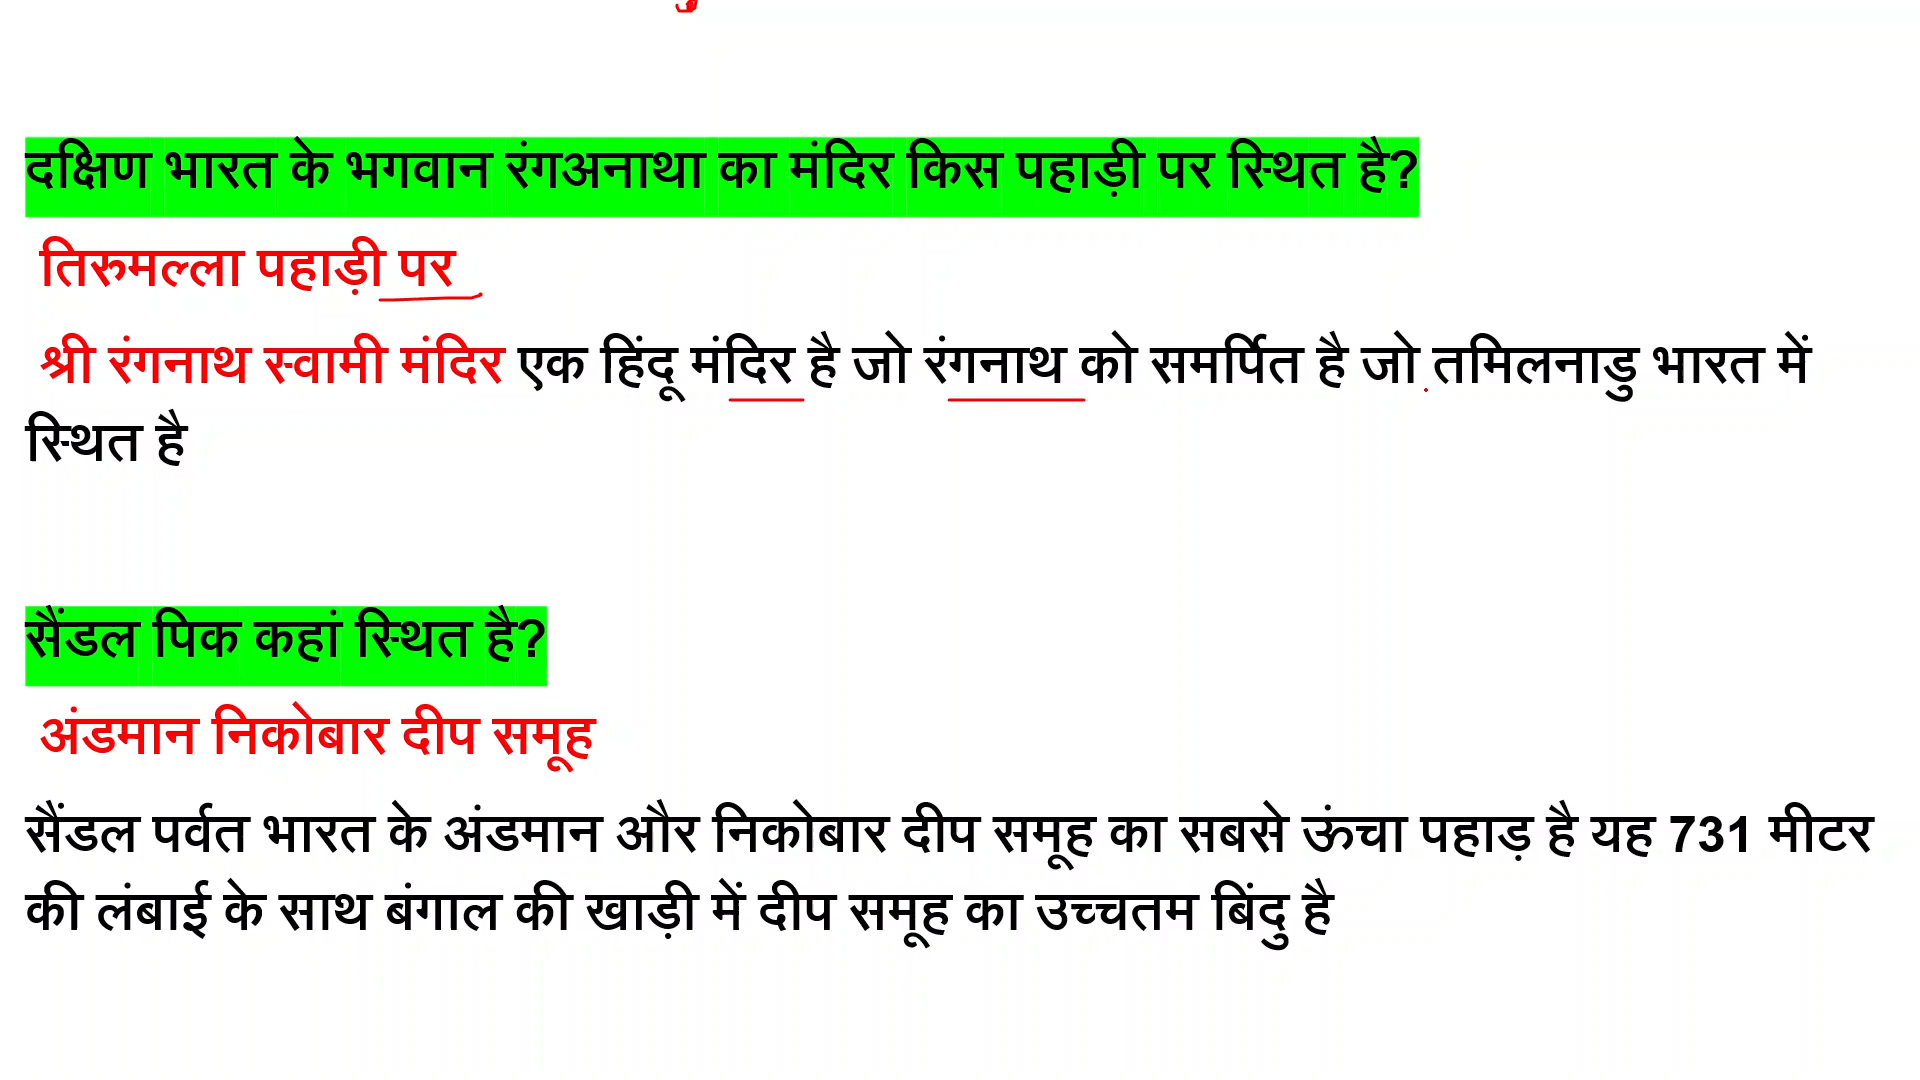 दक्षिण भारत के भगवान रंगअनाथा का मंदिर किस पहाड़ी पर स्थित है?
तिरुमल्ला पहाड़ी पर
श्री रंगनाथ स्वामी मंदिर एक हिंदू मंदिर है जो रंगनाथ को समर्पित है जो तमिलनाडु भारत में
स्थित है
सैंडल पिक कहां स्थित है?
अंडमान निकोबार दीप समूह
सैंडल पर्वत भारत के अंडमान और निकोबार दीप समूह का सबसे ऊंचा पहाड़ है यह 731 मीटर
की लंबाई के साथ बंगाल की खाड़ी में दीप समूह का उच्चतम बिंदु है